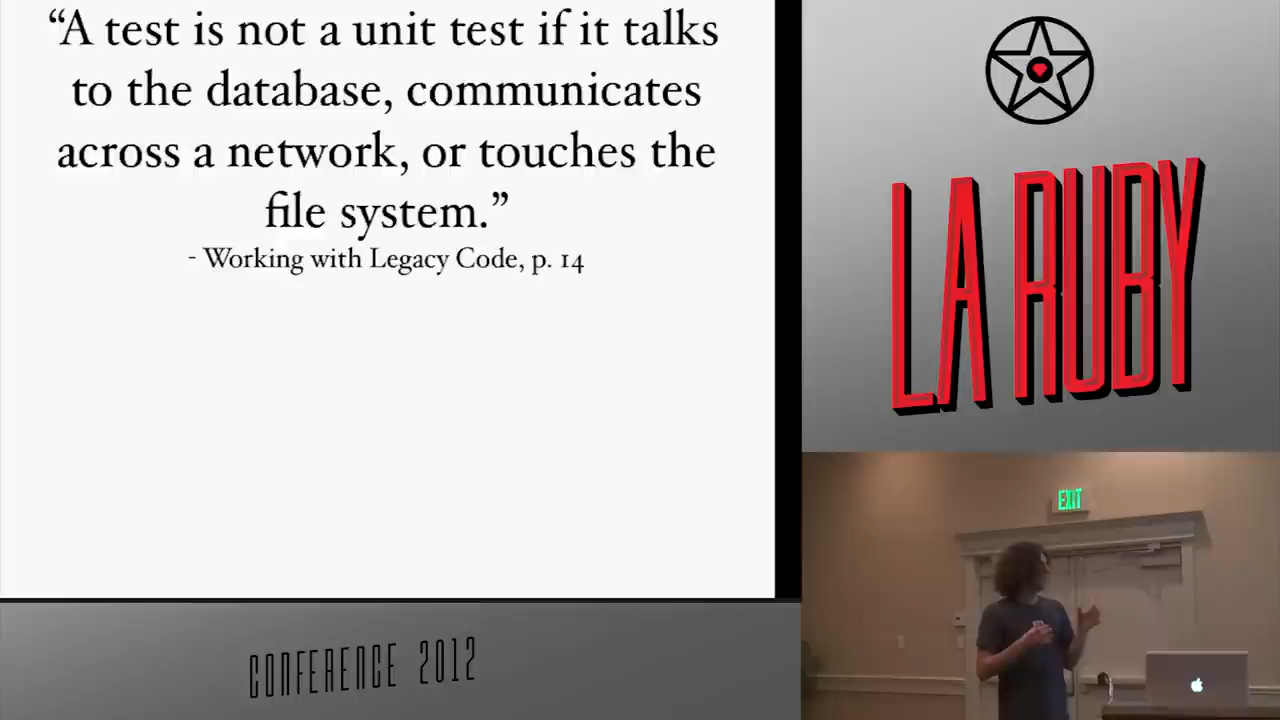 “A test is not a unit test if it talks
to the database, communicates
across a network, or touches the
file system.”
- Working with Legacy Code, p. 14
LA RUBY
EXIT
CONFERENCE 2012